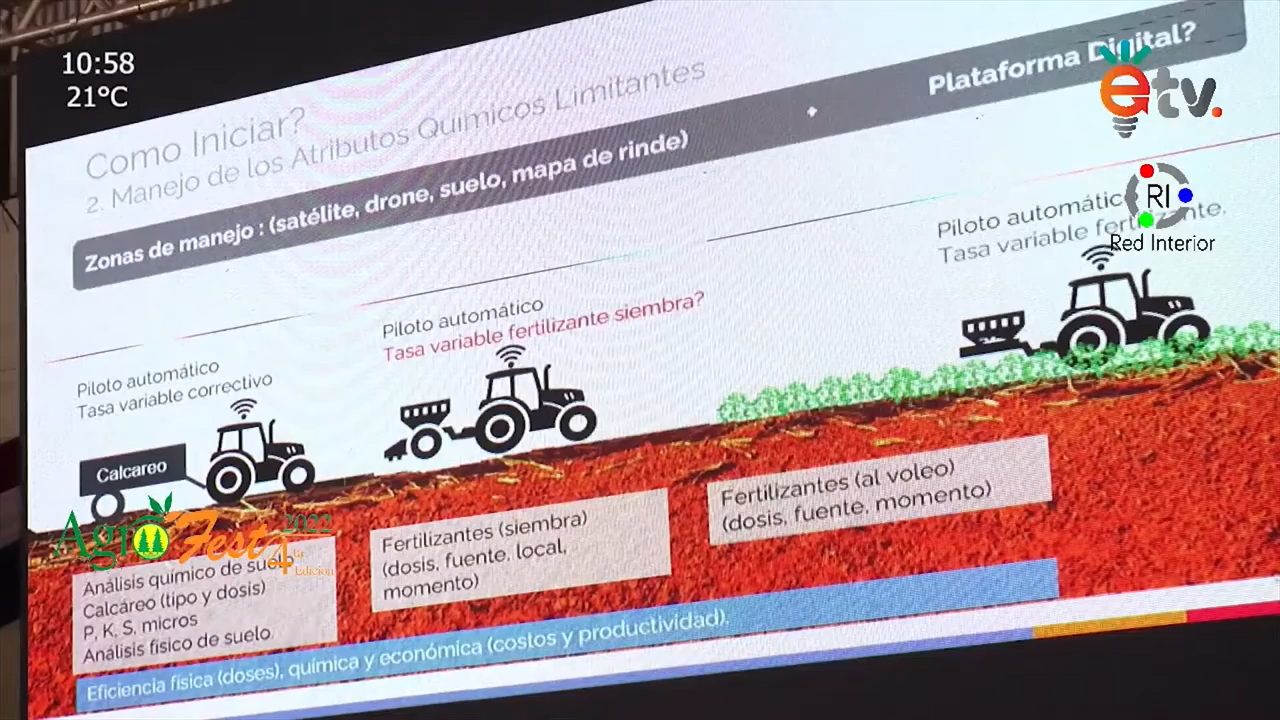 10:58
21°C
Como Iniciar?
2. Manejo de los Atributos Químicos Limitantes
Zonas de manejo : (satélite, drone, suelo, mapa de rinde)
+
Plataforma Digital?
etv.
RI
Red Interior
Piloto automático
Tasa variable correctivo
Piloto automático
Tasa variable fertilizante siembra?
Piloto automático
Tasa variable fertilizante.
Calcareo
AgroFest 2022
4ta
Edición
Análisis químico de suelo
Calcáreo (tipo y dosis)
P, K, S, micros
Análisis físico de suelo
Fertilizantes (siembra)
(dosis, fuente, local,
momento)
Fertilizantes (al voleo)
(dosis, fuente, momento)
Eficiencia física (doses), química y económica (costos y productividad).